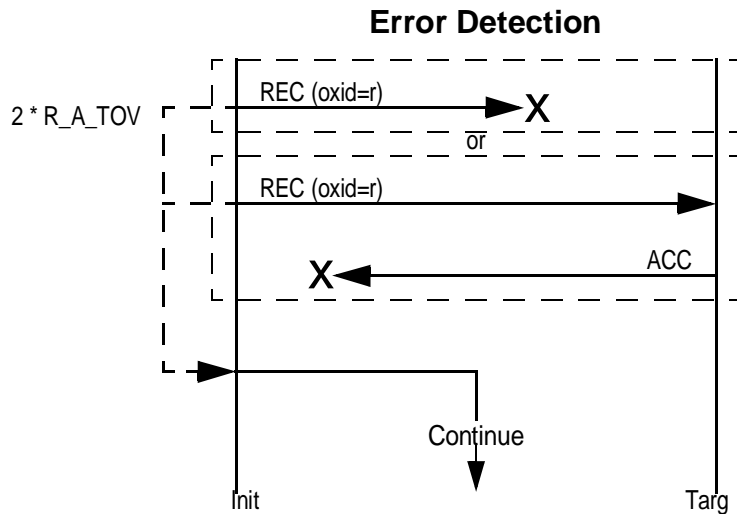 Error Detection
REC (oxid=r)
2 * R_A_TOV
X
or
REC (oxid=r)
ACC
X
Continue
Init
Targ